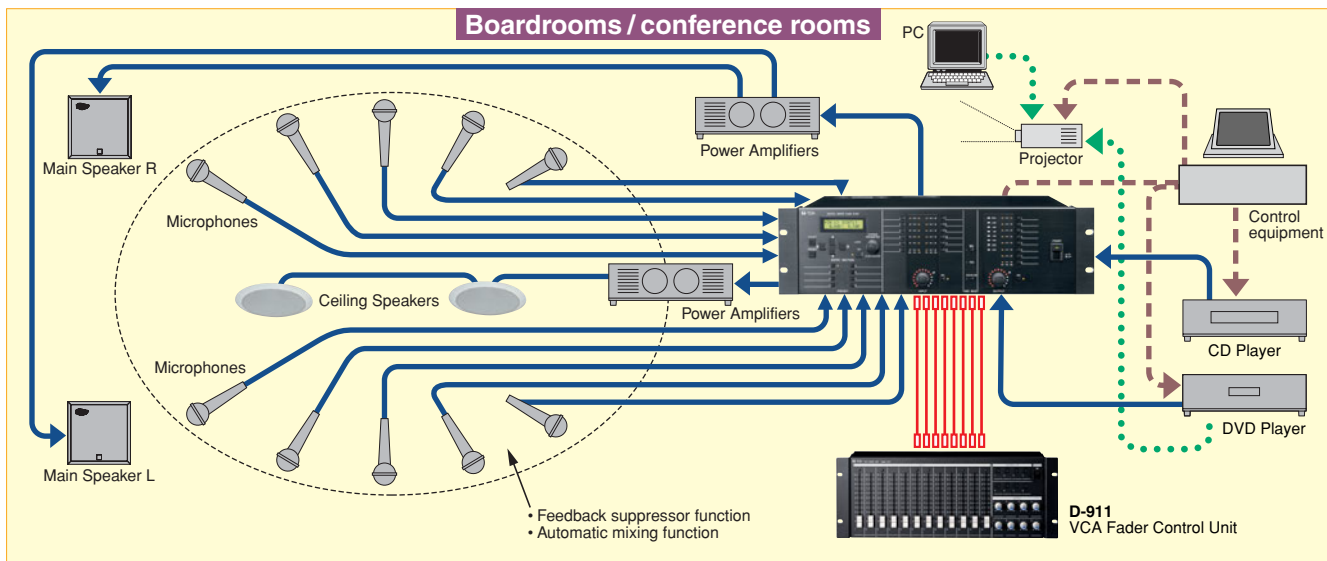 Boardrooms / conference rooms
PC
Main Speaker R
Power Amplifiers
Projector
Microphones
Control
equipment
Ceiling Speakers
Power Amplifiers
CD Player
Microphones
DVD Player
Main Speaker L
• Feedback suppressor function
• Automatic mixing function
D-911
VCA Fader Control Unit